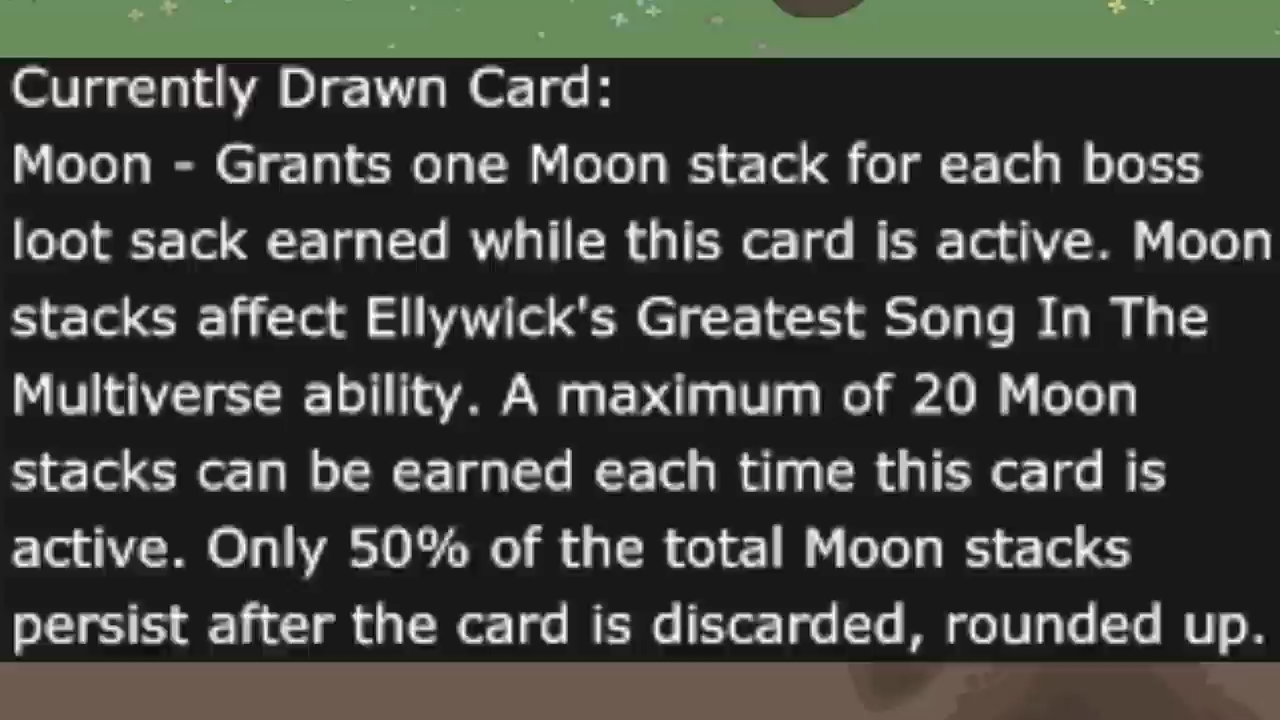 Currently Drawn Card:
Moon - Grants one Moon stack for each boss
loot sack earned while this card is active. Moon
stacks affect Ellywick's Greatest Song In The
Multiverse ability. A maximum of 20 Moon
stacks can be earned each time this card is
active. Only 50% of the total Moon stacks
persist after the card is discarded, rounded up.